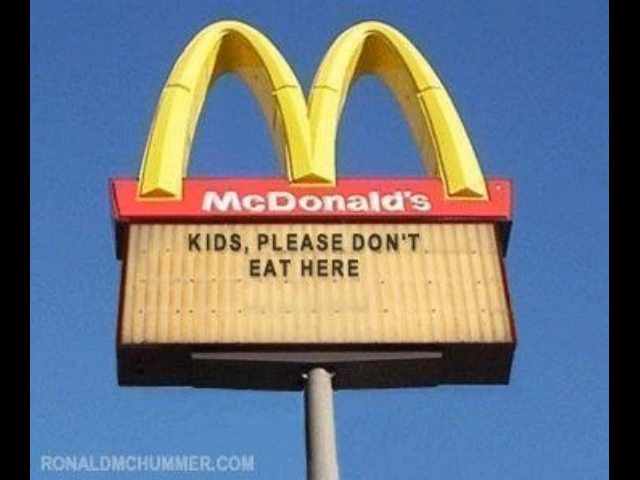 McDonald's
KIDS, PLEASE DON'T
EAT HERE
RONALDMCHUMMER.COM